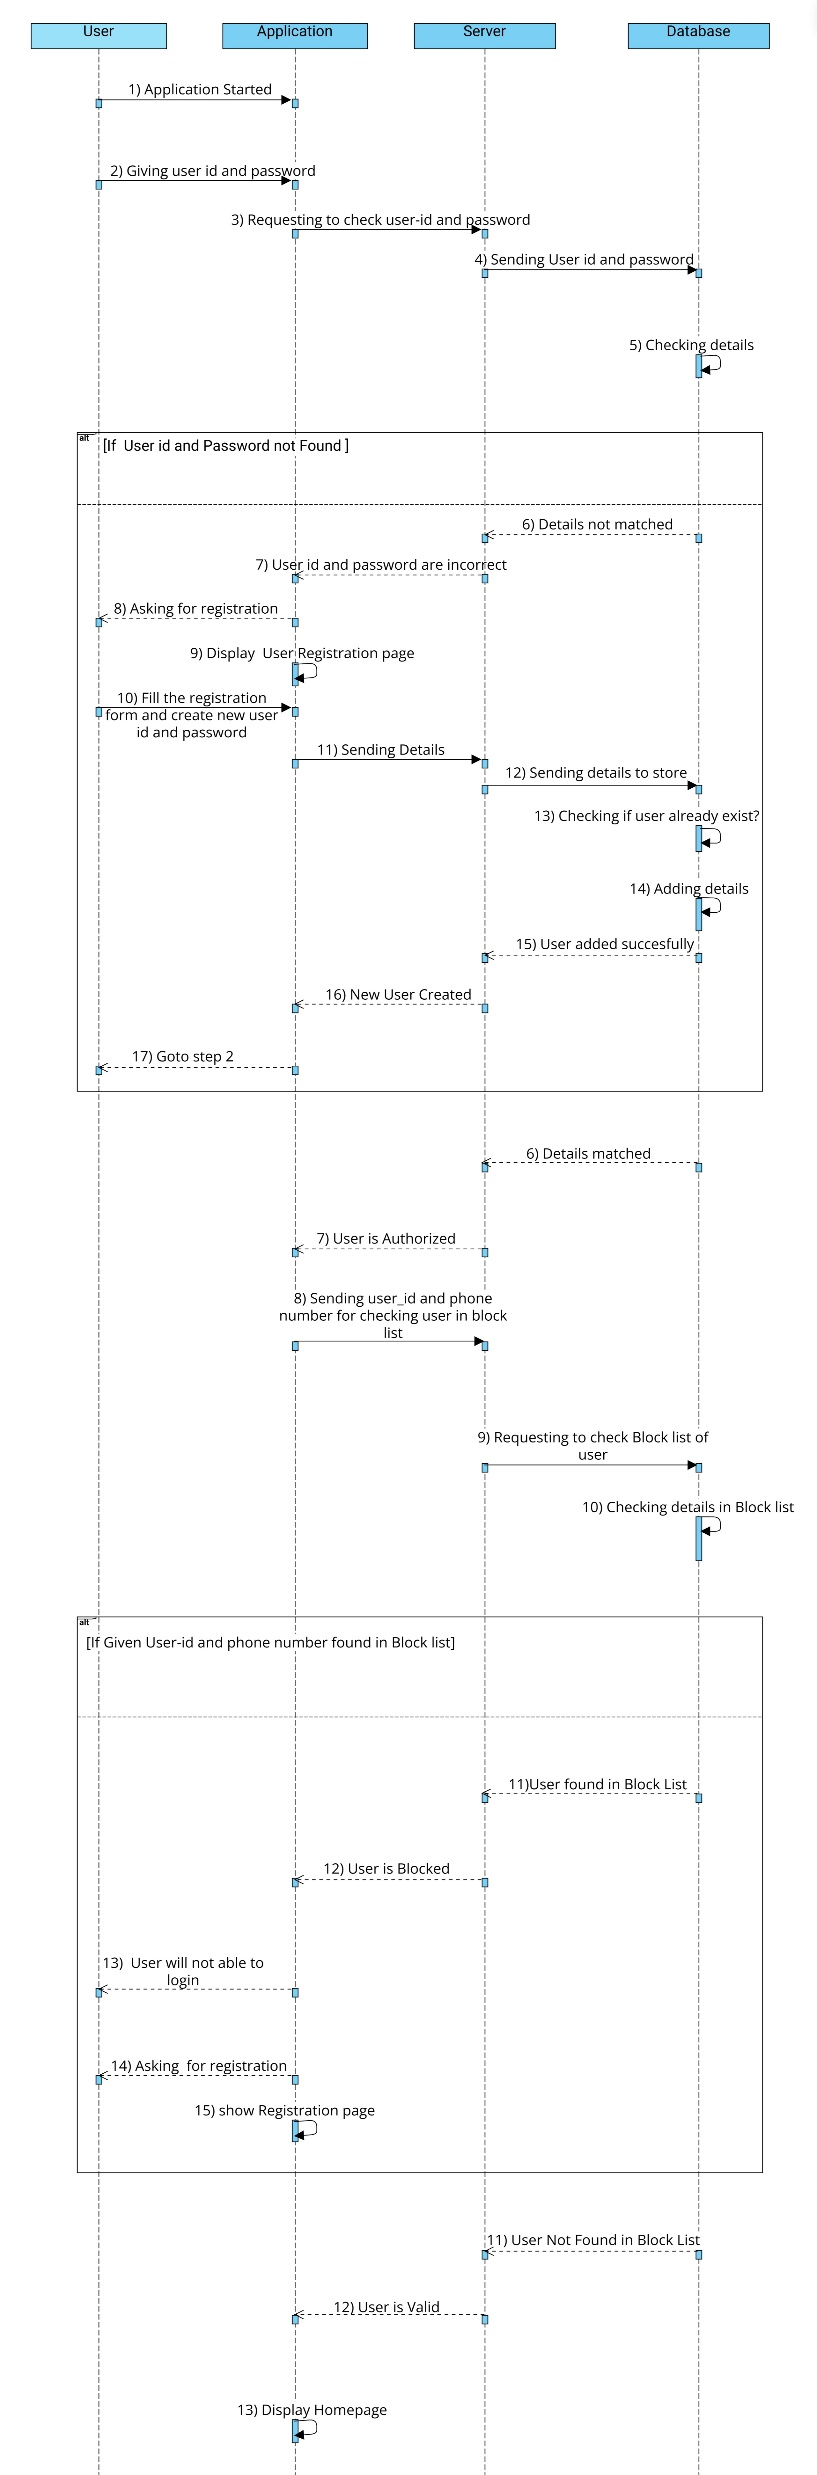 User
Application
Server
Database
1) Application Started
2) Giving user id and password
3) Requesting to check user-id and password
4) Sending User id and password
5) Checking details
alt
[If  User id and Password not Found ]
6) Details not matched
7) User id and password are incorrect
8) Asking for registration
9) Display  User Registration page
10) Fill the registration
form and create new user
id and password
11) Sending Details
12) Sending details to store
13) Checking if user already exist?
14) Adding details
15) User added succesfully
16) New User Created
17) Goto step 2
6) Details matched
7) User is Authorized
8) Sending user_id and phone
number for checking user in block
list
9) Requesting to check Block list of
user
10) Checking details in Block list
alt
[If Given User-id and phone number found in Block list]
11)User found in Block List
12) User is Blocked
13)  User will not able to
login
14) Asking  for registration
15) show Registration page
11) User Not Found in Block List
12) User is Valid
13) Display Homepage